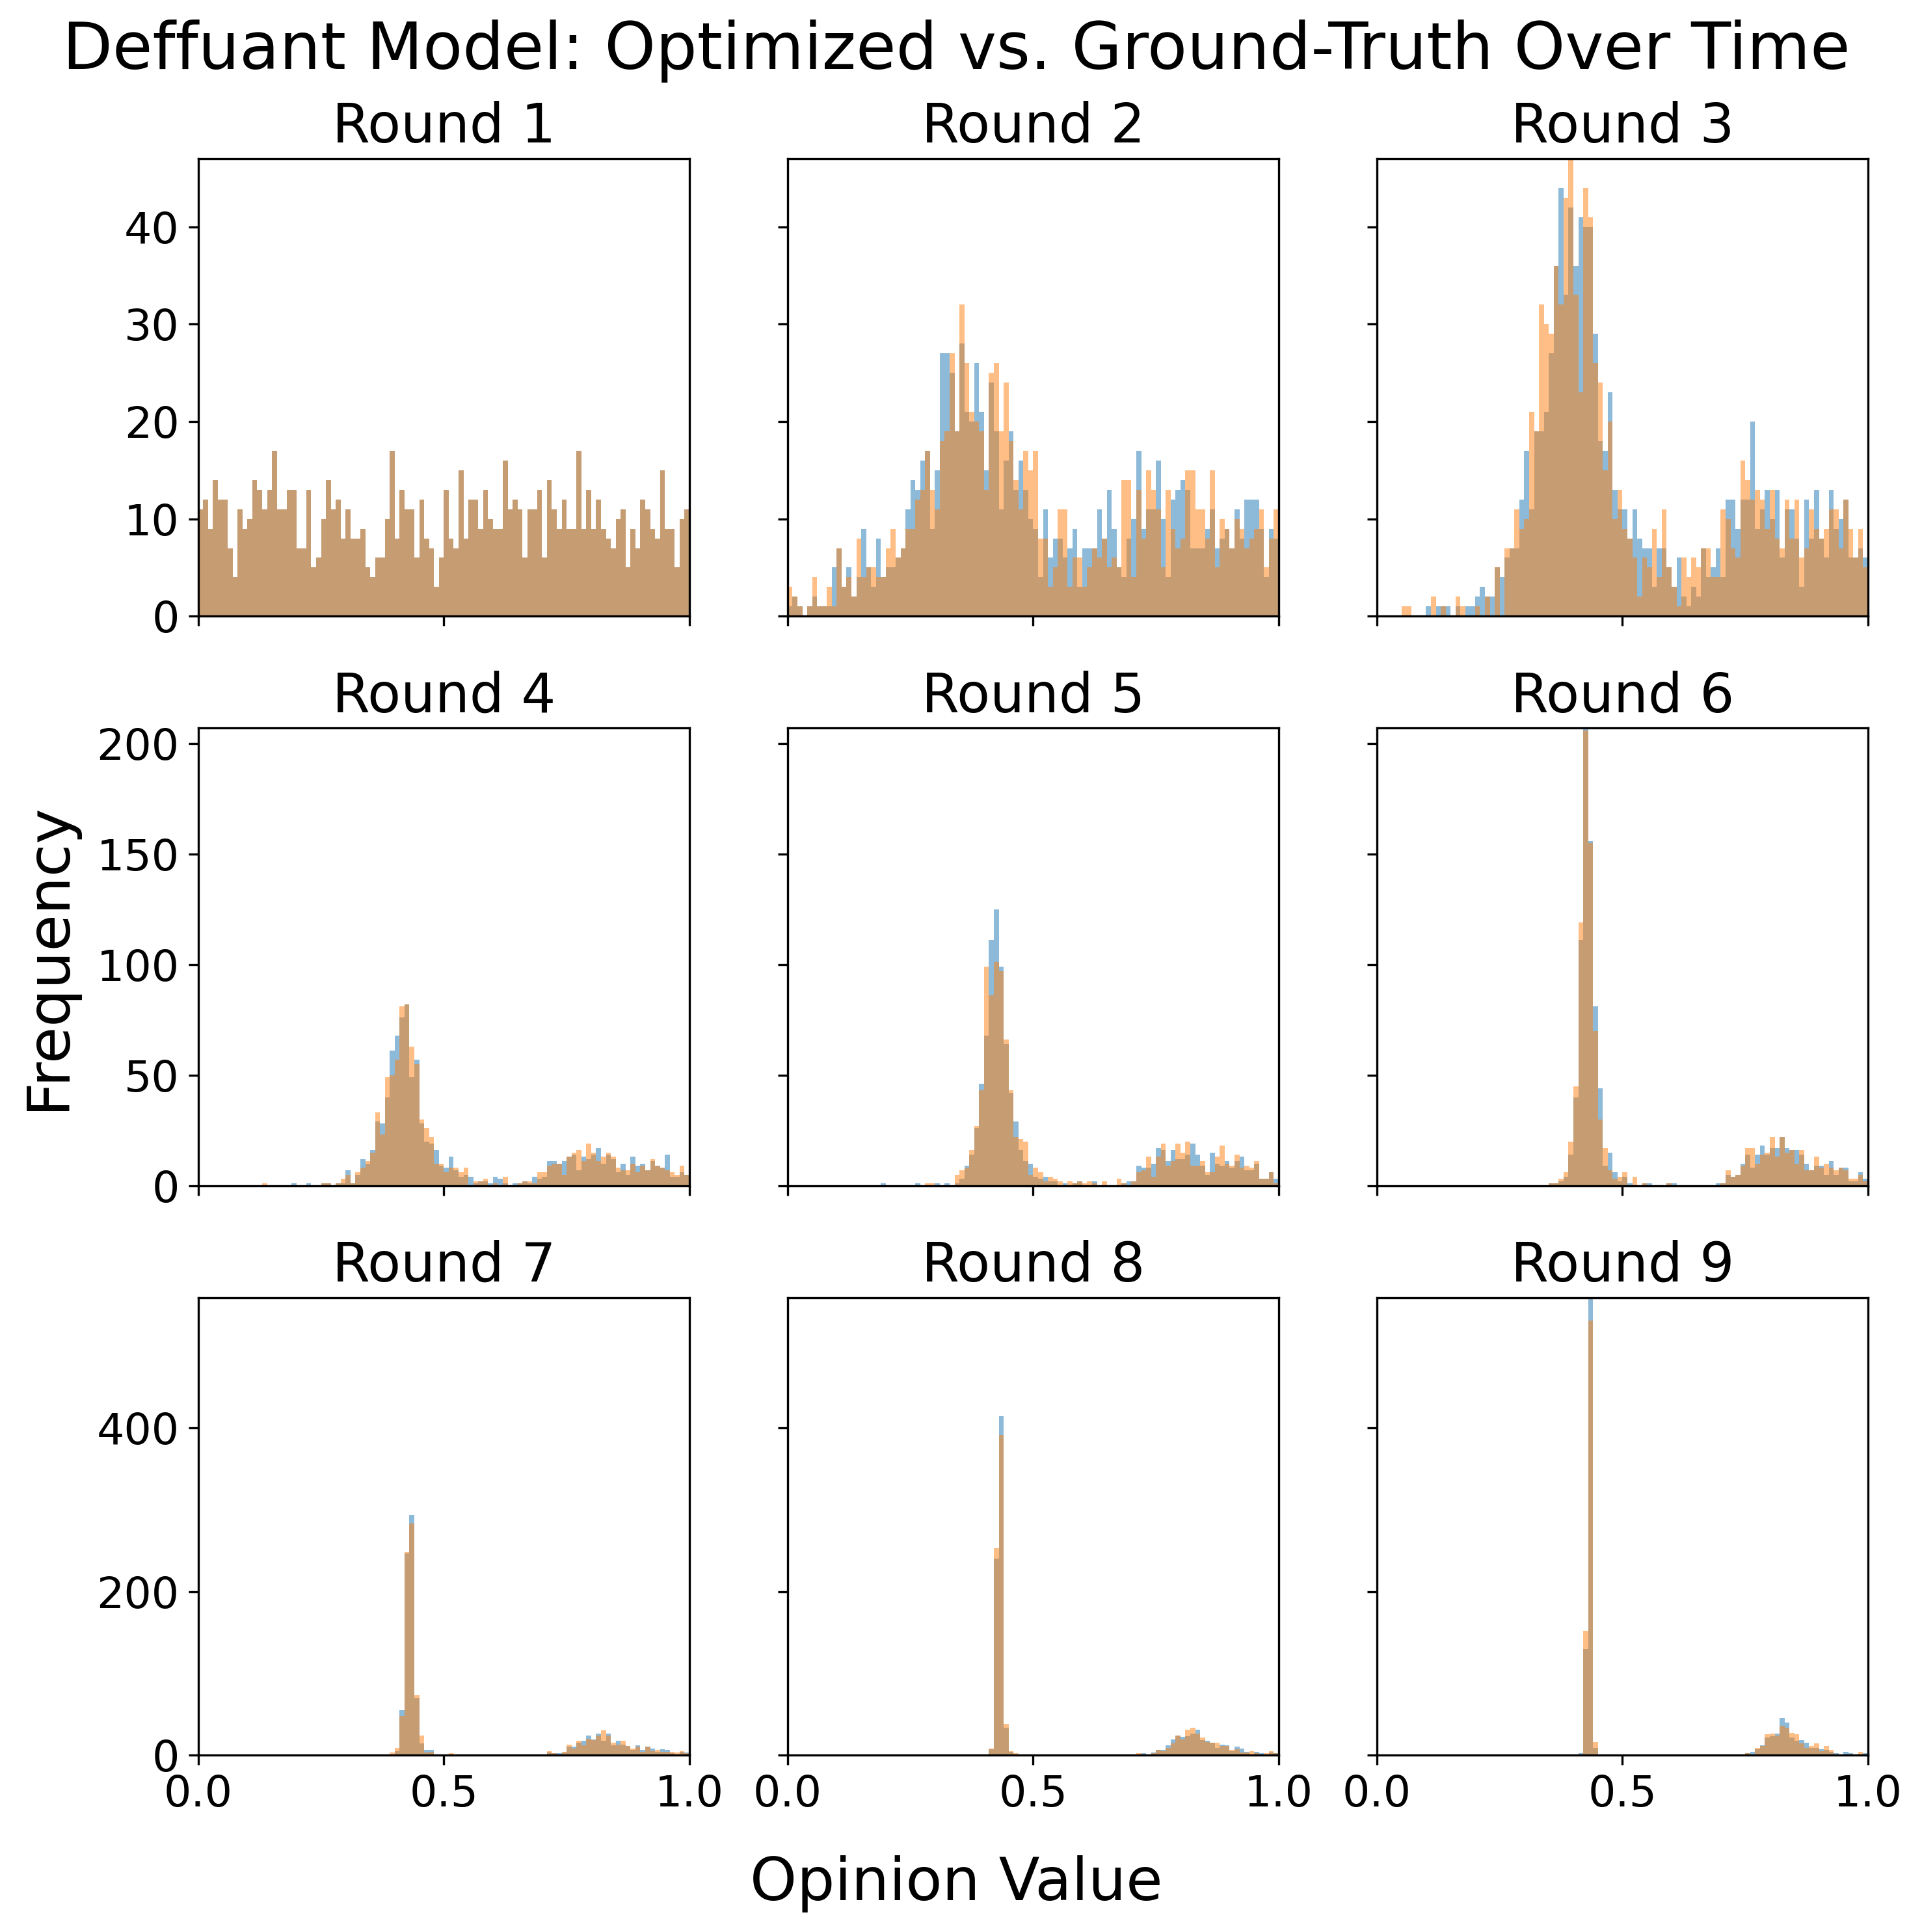 Deffuant Model: Optimized vs. Ground-Truth Over Time
Round 1
Round 2
Round 3
40
30
20
10
0
Round 4
Round 5
Round 6
200
150
100
50
0
Frequency
Round 7
Round 8
Round 9
400
200
0
0.0 0.5 1.0 0.0 0.5 1.0 0.0 0.5 1.0
Opinion Value